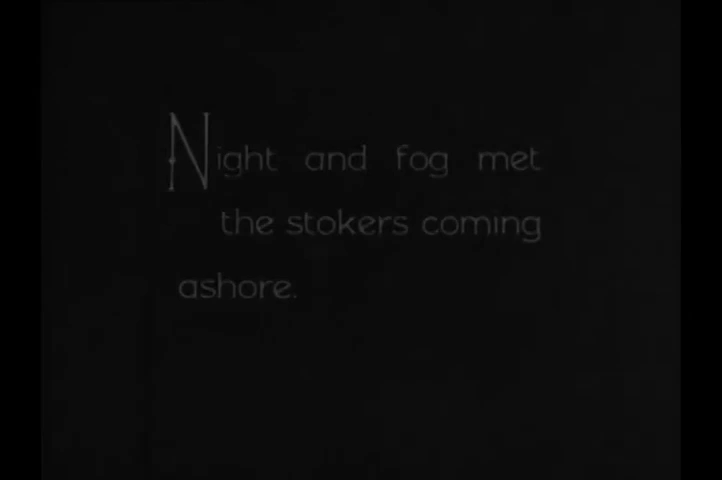 Night and fog met
the stokers coming
ashore.